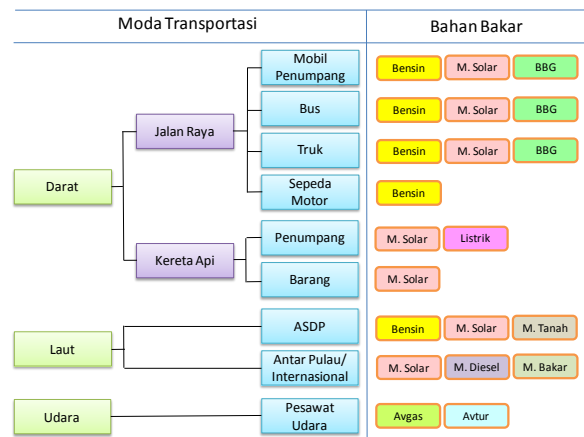 Moda Transportasi
Bahan Bakar
Mobil
Penumpang
Bensin
M. Solar
BBG
Bus
Bensin
M. Solar
BBG
Jalan Raya
Truk
Bensin
M. Solar
BBG
Darat
Sepeda
Motor
Bensin
Penumpang
M. Solar
Listrik
Kereta Api
Barang
M. Solar
ASDP
Bensin
M. Solar
M. Tanah
Laut
Antar Pulau/
Internasional
M. Solar
M. Diesel
M. Bakar
Udara
Pesawat
Udara
Avgas
Avtur